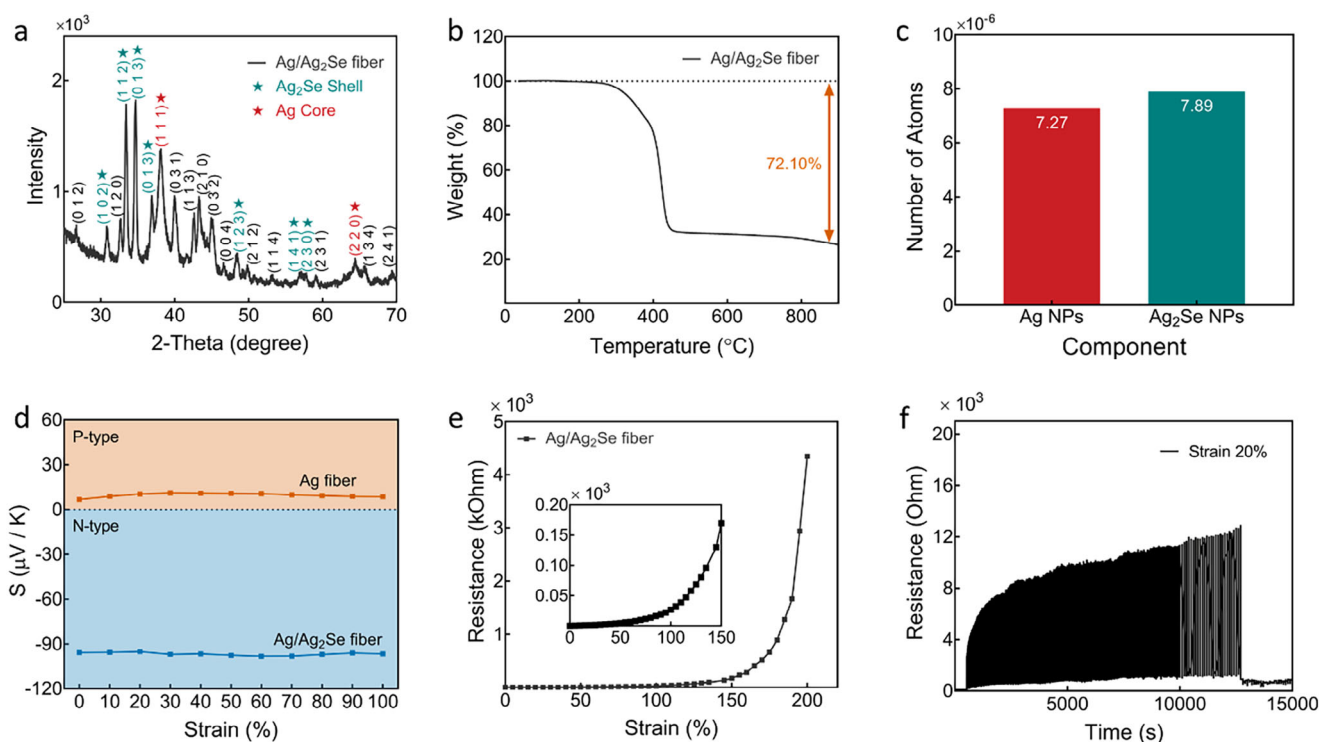 a
×10³
Intensity
2
1
0
30 40 50 60 70
2-Theta (degree)
Ag/Ag₂Se fiber
★ Ag₂Se Shell
★ Ag Core
(0 1 2)
(1 0 2)★
(1 2 0)
(1 1 2)★
(0 1 3)★
(0 1 3)★
(1 1 1)★
(0 3 1)
(1 1 3)
(2 1 0)
(0 3 2)
(0 0 4)
(1 2 3)★
(2 1 2)
(1 1 4)
(1 4 1)★
(2 3 0)★
(2 3 1)
(2 2 0)★
(1 3 4)
(2 4 1)
b
Weight (%)
120
100
80
60
40
20
0 200 400 600 800
Temperature (°C)
Ag/Ag₂Se fiber
72.10%
c
×10⁻⁶
Number of Atoms
10
8
6
4
2
0
7.27
7.89
Ag NPs Ag₂Se NPs
Component
d
S (μV / K)
60
30
0
-30
-60
-90
-120
P-type
Ag fiber
N-type
Ag/Ag₂Se fiber
0 10 20 30 40 50 60 70 80 90 100
Strain (%)
e
× 10³
Resistance (kOhm)
5
4
3
2
1
0
Ag/Ag₂Se fiber
× 10³
0.20
0.15
0.10
0.05
0 50 100 150
0 50 100 150 200
Strain (%)
f
× 10³
Resistance (Ohm)
20
16
12
8
4
0
Strain 20%
5000 10000 15000
Time (s)